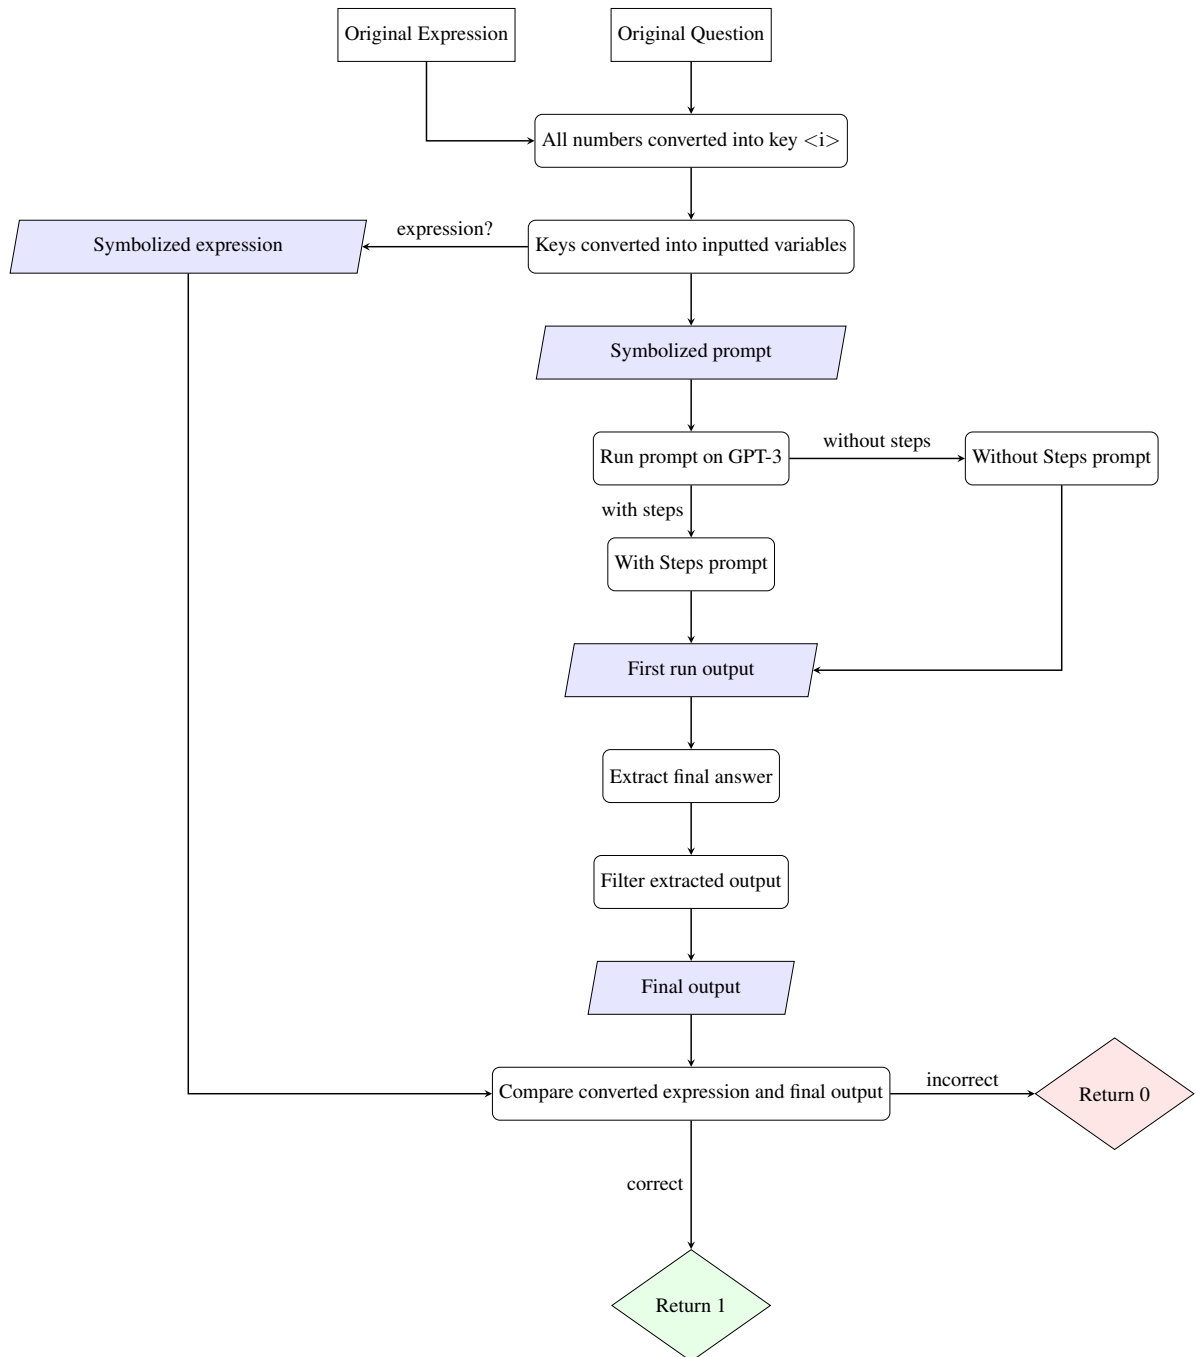 Original Expression
Original Question
All numbers converted into key <i>
Symbolized expression
expression?
Keys converted into inputted variables
Symbolized prompt
Run prompt on GPT-3
without steps
Without Steps prompt
with steps
With Steps prompt
First run output
Extract final answer
Filter extracted output
Final output
Compare converted expression and final output
incorrect
Return 0
correct
Return 1